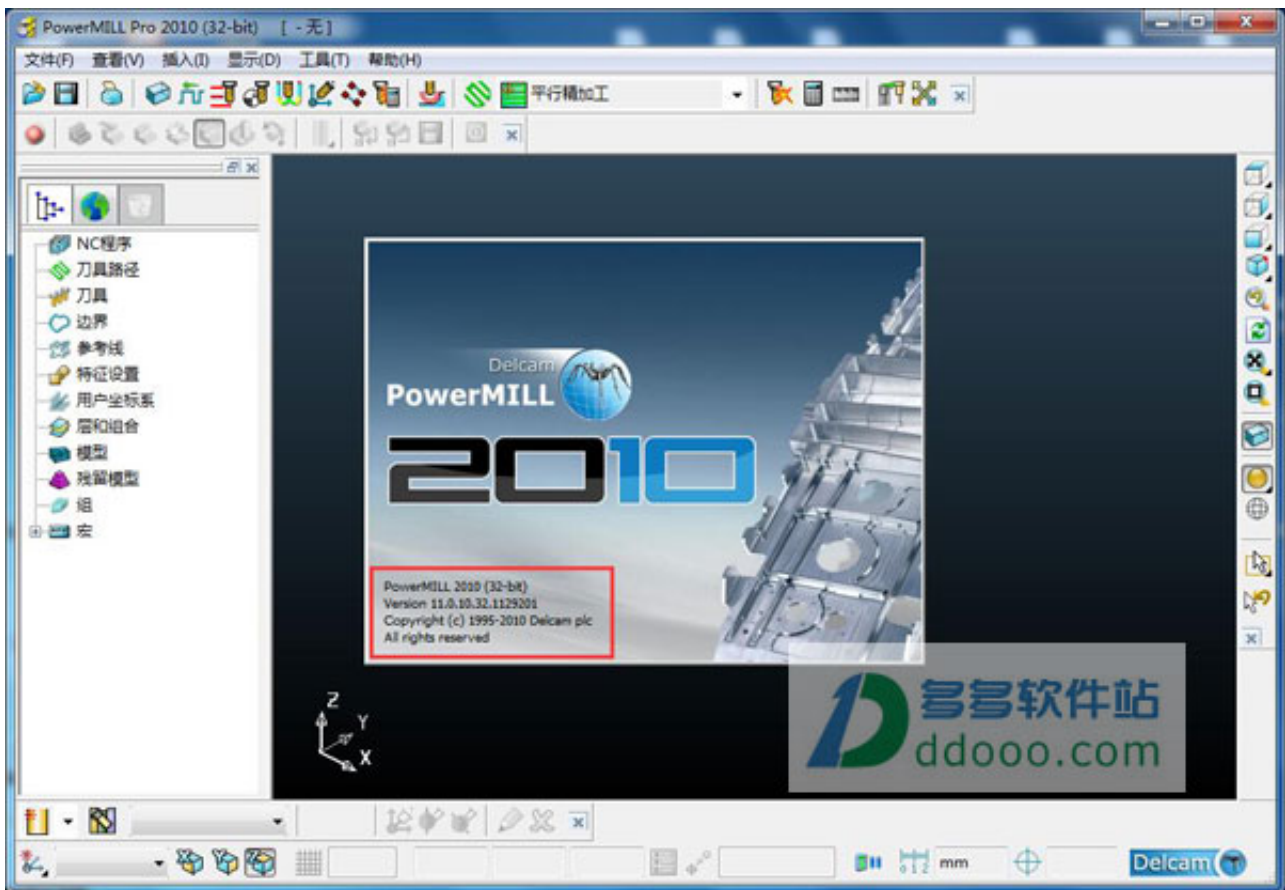 PowerMILL Pro 2010 (32-bit) [ - 无 ]
文件(F) 查看(V) 插入(I) 显示(D) 工具(T) 帮助(H)
平行精加工
NC程序
刀具路径
刀具
边界
参考线
特征设置
用户坐标系
层和组合
模型
残留模型
组
宏
Delcam
PowerMILL
2010
PowerMILL 2010 (32-bit)
Version 11.0.10.32.1129201
Copyright (c) 1995-2010 Delcam plc
All rights reserved
Z
Y
X
多多软件站
ddooo.com
mm
Delcam